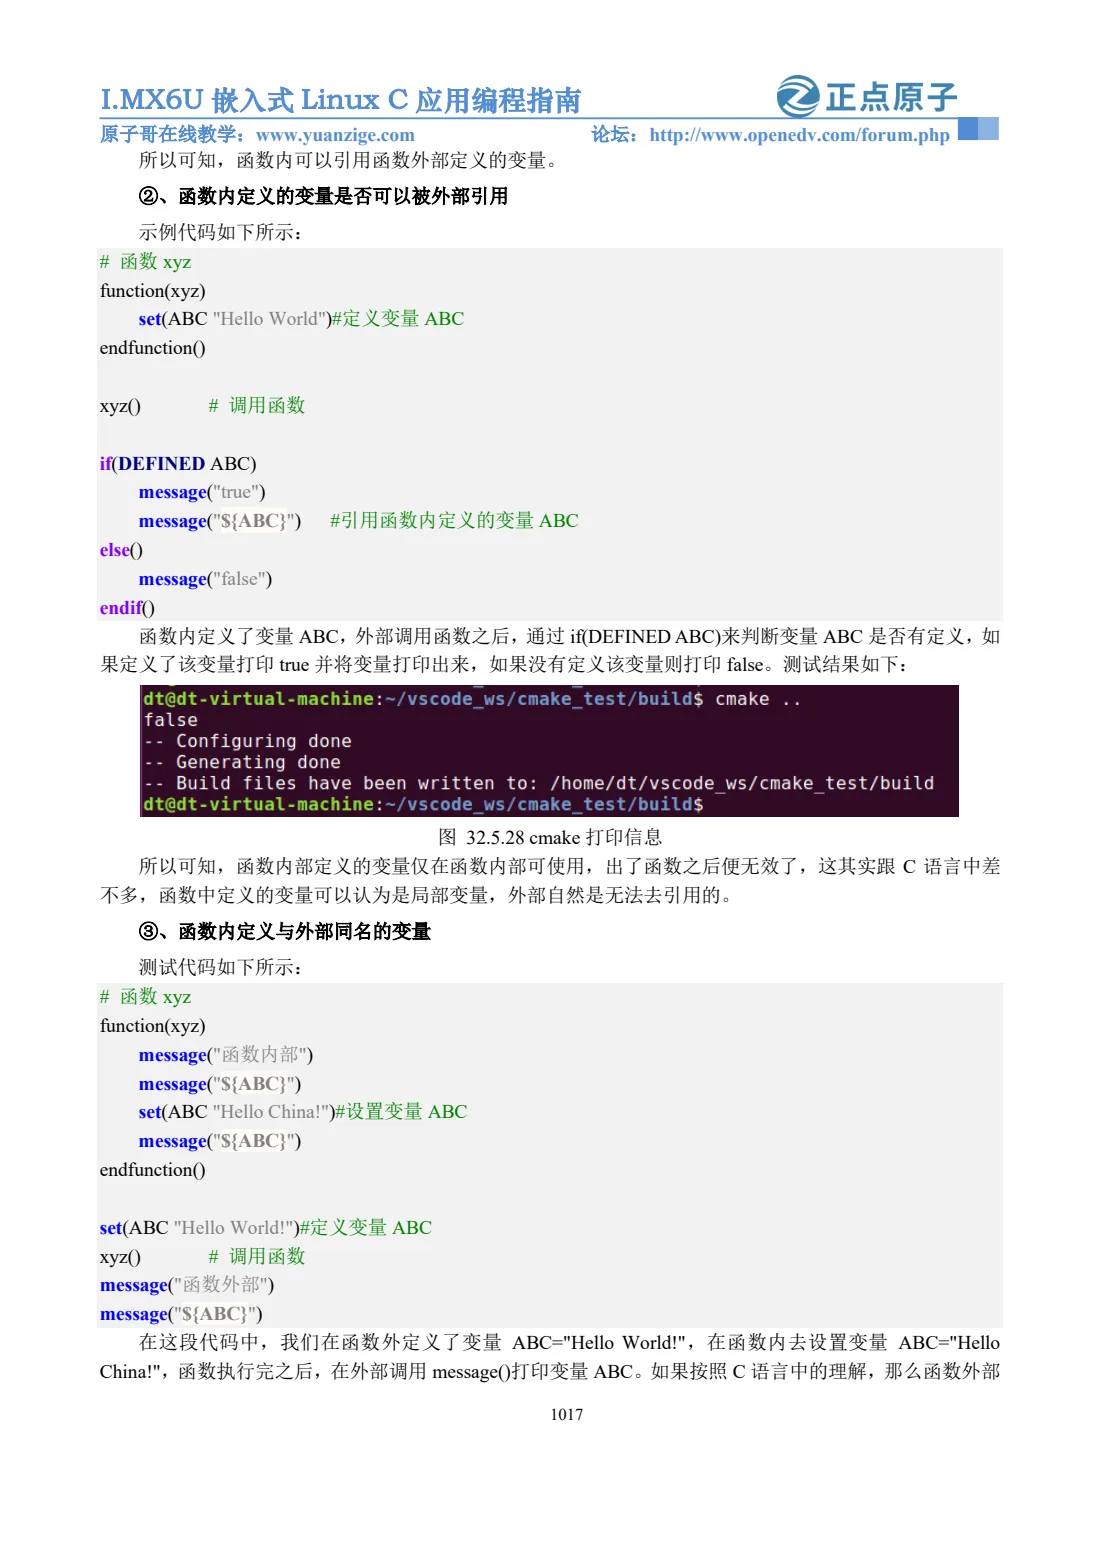 I.MX6U 嵌入式 Linux C 应用编程指南
正点原子
原子哥在线教学：www.yuanzige.com 论坛：http://www.openedv.com/forum.php
所以可知，函数内可以引用函数外部定义的变量。
②、函数内定义的变量是否可以被外部引用
示例代码如下所示：
# 函数 xyz
function(xyz)
set(ABC "Hello World")#定义变量 ABC
endfunction()
xyz() # 调用函数
if(DEFINED ABC)
message("true")
message("${ABC}") #引用函数内定义的变量 ABC
else()
message("false")
endif()
函数内定义了变量 ABC，外部调用函数之后，通过 if(DEFINED ABC)来判断变量 ABC 是否有定义，如
果定义了该变量打印 true 并将变量打印出来，如果没有定义该变量则打印 false。测试结果如下：
dt@dt-virtual-machine:~/vscode_ws/cmake_test/build$ cmake ..
false
-- Configuring done
-- Generating done
-- Build files have been written to: /home/dt/vscode_ws/cmake_test/build
dt@dt-virtual-machine:~/vscode_ws/cmake_test/build$
图 32.5.28 cmake 打印信息
所以可知，函数内部定义的变量仅在函数内部可使用，出了函数之后便无效了，这其实跟 C 语言中差
不多，函数中定义的变量可以认为是局部变量，外部自然是无法去引用的。
③、函数内定义与外部同名的变量
测试代码如下所示：
# 函数 xyz
function(xyz)
message("函数内部")
message("${ABC}")
set(ABC "Hello China!")#设置变量 ABC
message("${ABC}")
endfunction()
set(ABC "Hello World!")#定义变量 ABC
xyz() # 调用函数
message("函数外部")
message("${ABC}")
在这段代码中，我们在函数外定义了变量 ABC="Hello World!"，在函数内去设置变量 ABC="Hello
China!"，函数执行完之后，在外部调用 message()打印变量 ABC。如果按照 C 语言中的理解，那么函数外部
1017